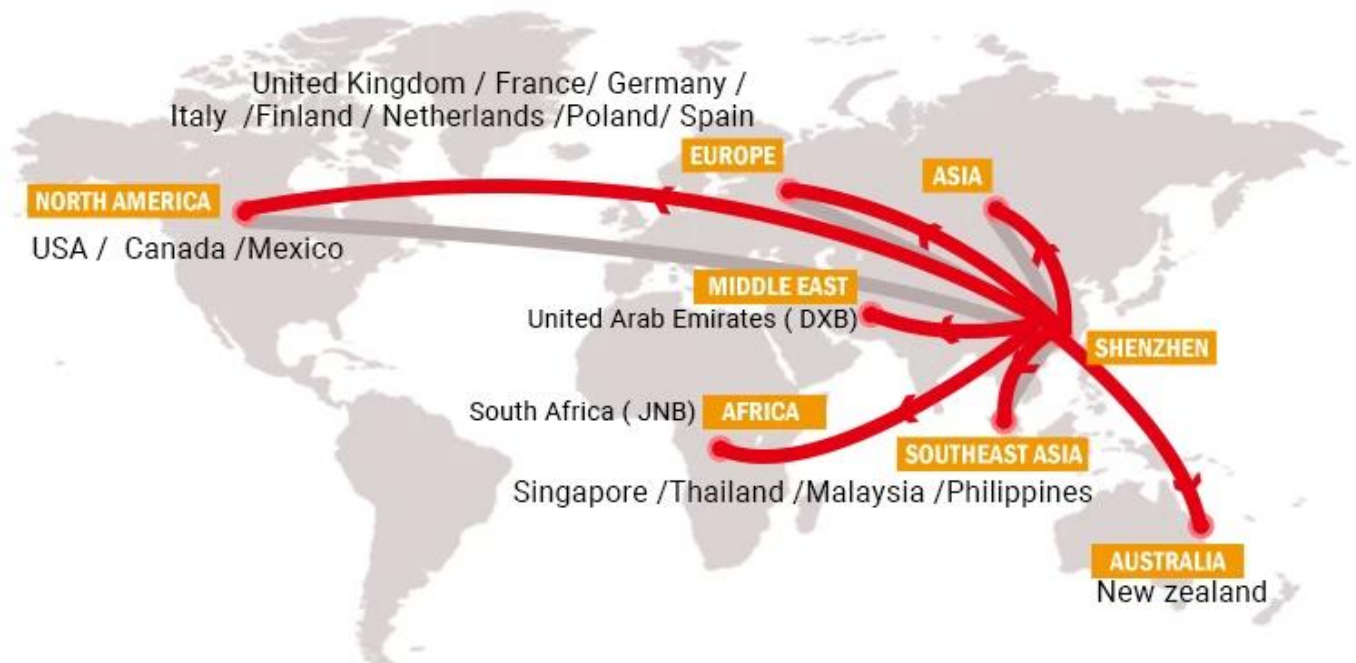 United Kingdom / France/ Germany /
Italy /Finland / Netherlands /Poland/ Spain
EUROPE
ASIA
NORTH AMERICA
USA / Canada /Mexico
MIDDLE EAST
United Arab Emirates ( DXB)
SHENZHEN
South Africa ( JNB)
AFRICA
SOUTHEAST ASIA
Singapore /Thailand /Malaysia /Philippines
AUSTRALIA
New zealand